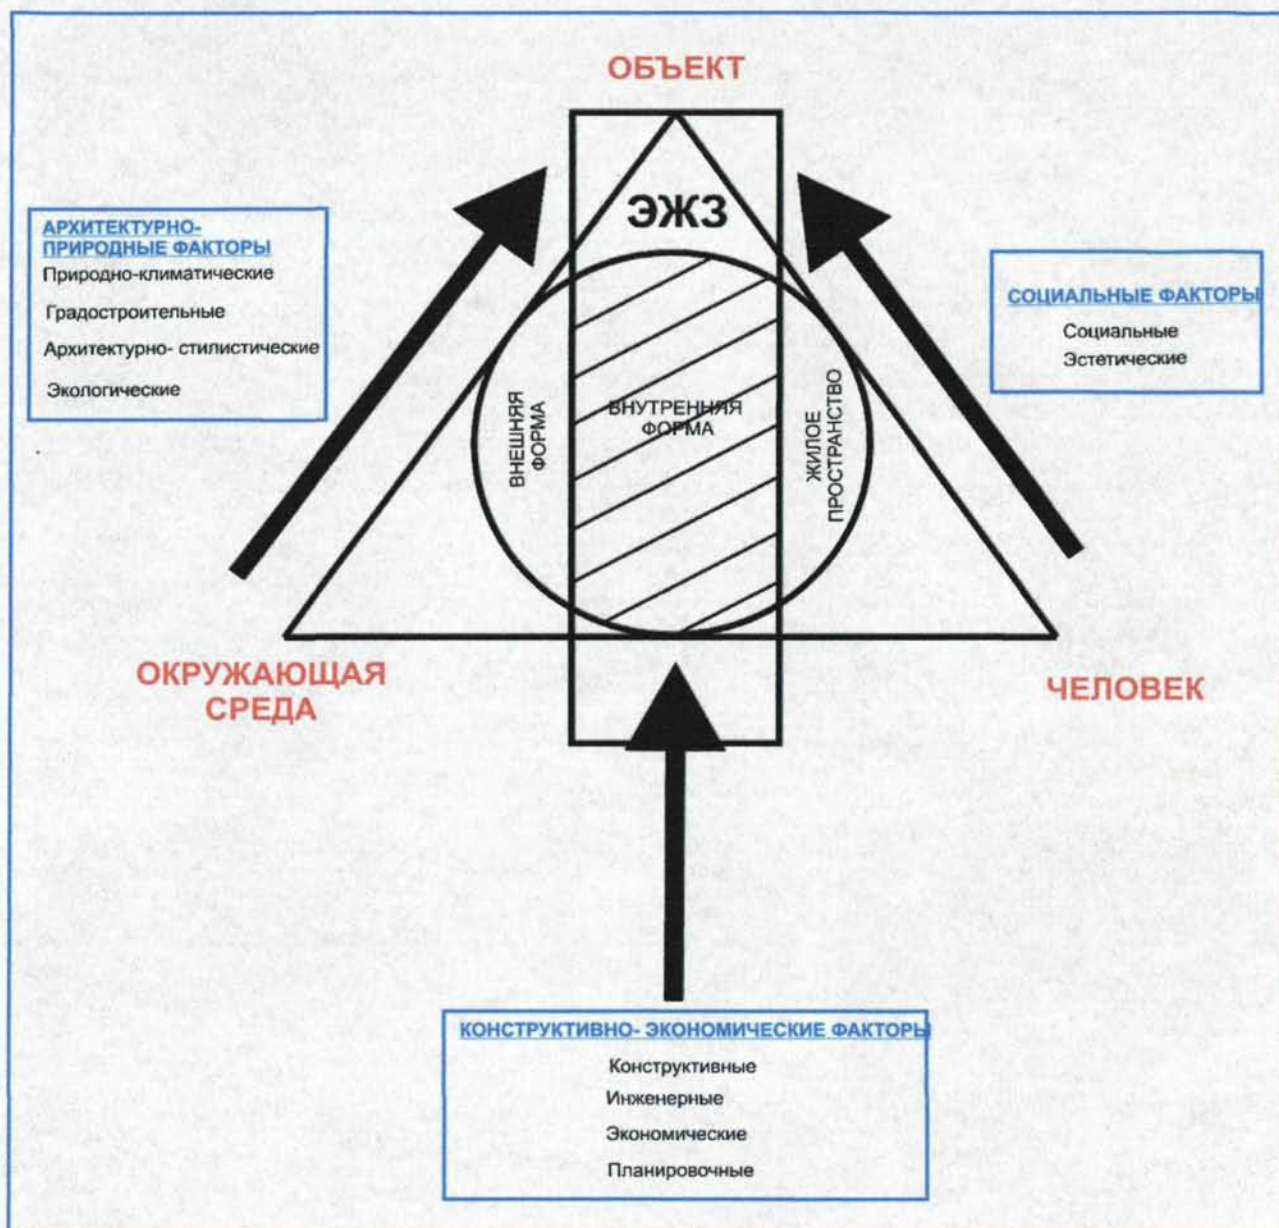 ОБЪЕКТ
ЭЖЗ
АРХИТЕКТУРНО-
ПРИРОДНЫЕ ФАКТОРЫ
Природно-климатические
Градостроительные
Архитектурно- стилистические
Экологические
СОЦИАЛЬНЫЕ ФАКТОРЫ
Социальные
Эстетические
ВНЕШНЯЯ
ФОРМА
ВНУТРЕННЯЯ
ФОРМА
ЖИЛОЕ
ПРОСТРАНСТВО
ОКРУЖАЮЩАЯ
СРЕДА
ЧЕЛОВЕК
КОНСТРУКТИВНО- ЭКОНОМИЧЕСКИЕ ФАКТОРЫ
Конструктивные
Инженерные
Экономические
Планировочные